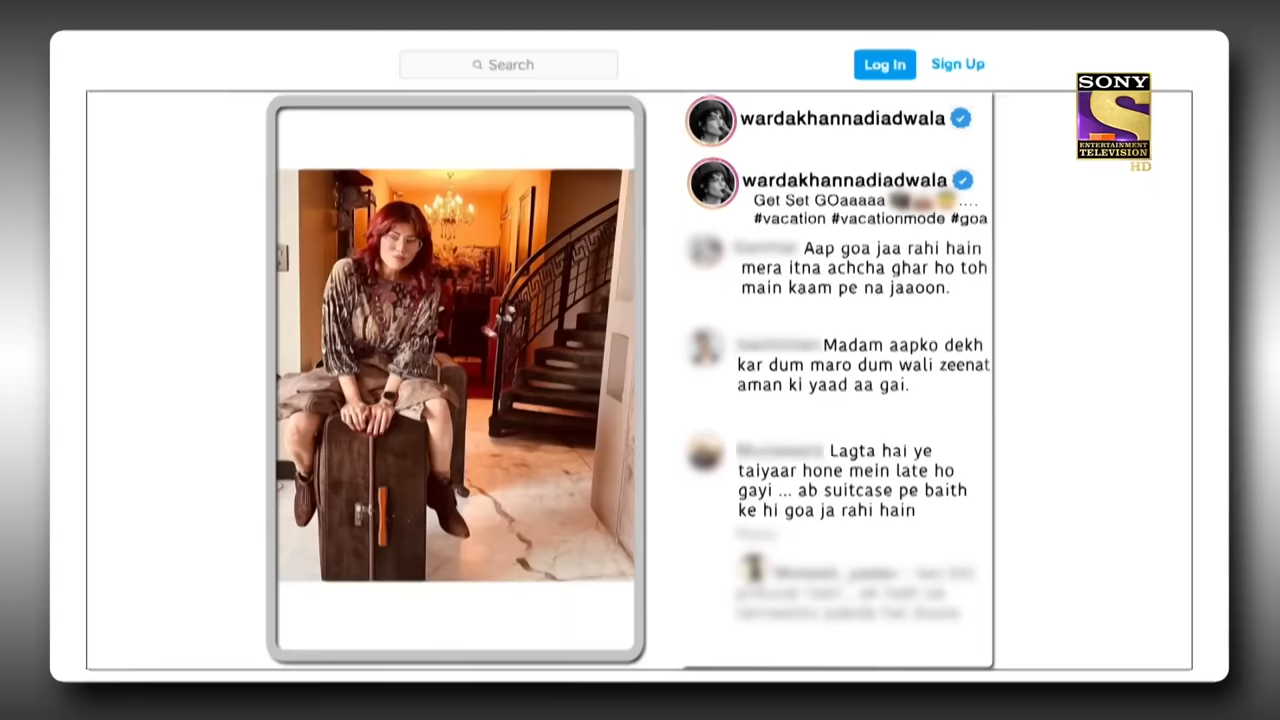 Search
Log In
Sign Up
SONY
S
ENTERTAINMENT
TELEVISION
HD
wardakhannadiadwala
wardakhannadiadwala
Get Set GOaaaaa ....
#vacation #vacationmode #goa
Aap goa jaa rahi hain
mera itna achcha ghar ho toh
main kaam pe na jaaoon.
Madam aapko dekh
kar dum maro dum wali zeenat
aman ki yaad aa gai.
Lagta hai ye
taiyaar hone mein late ho
gayi ... ab suitcase pe baith
ke hi goa ja rahi hain